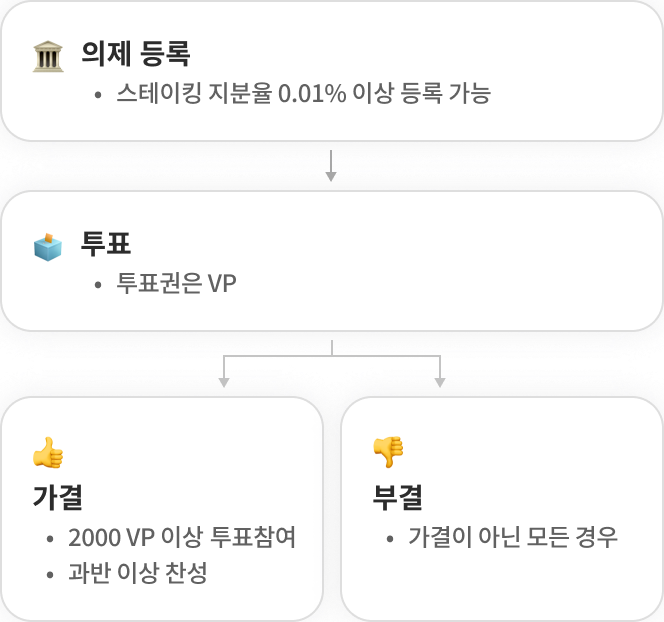 의제 등록
• 스테이킹 지분율 0.01% 이상 등록 가능
투표
• 투표권은 VP
가결
• 2000 VP 이상 투표참여
• 과반 이상 찬성
부결
• 가결이 아닌 모든 경우